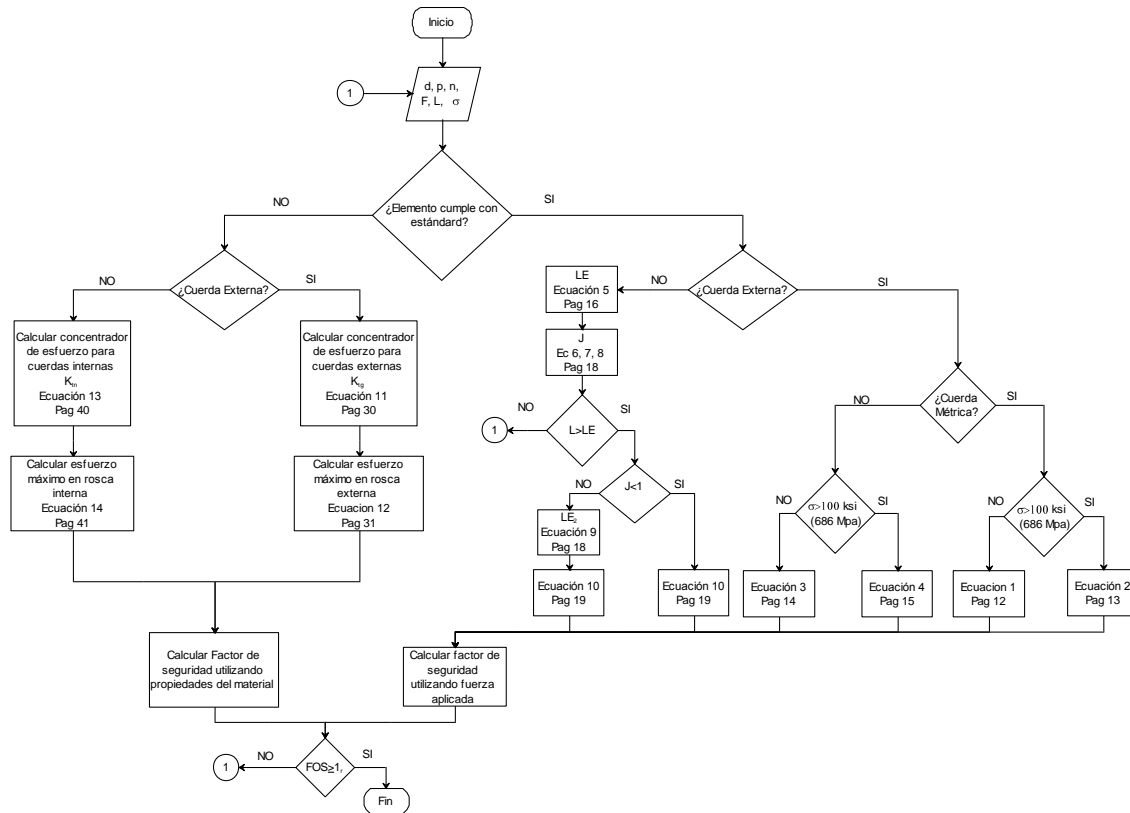 Inicio
1
d, p, n,
F, L, σ
¿Elemento cumple con
estándard?
NO
SI
¿Cuerda Externa?
NO
SI
Calcular concentrador
de esfuerzo para
cuerdas internas
Ktn
Ecuación 13
Pag 40
Calcular concentrador
de esfuerzo para
cuerdas externas
Ecuación 11
Pag 30
Calcular esfuerzo
máximo en rosca
interna
Ecuación 14
Pag 41
Calcular esfuerzo
máximo en rosca
externa
Ecuacion 12
Pag 31
¿Cuerda Externa?
NO
SI
LE
Ecuación 5
Pag 16
J
Ec 6, 7, 8
Pag 18
L>LE
NO
SI
1
J<1
NO
SI
LE2
Ecuación 9
Pag 18
Ecuación 10
Pag 19
Ecuación 10
Pag 19
¿Cuerda
Métrica?
NO
SI
σ>100 ksi
(686 Mpa)
NO
SI
σ>100 ksi
(686 Mpa)
NO
SI
Ecuación 3
Pag 14
Ecuación 4
Pag 15
Ecuacion 1
Pag 12
Ecuación 2
Pag 13
Calcular Factor de
seguridad utilizando
propiedades del material
Calcular factor de
seguridad
utilizando fuerza
aplicada
FOS≥1,
NO
SI
1
Fin